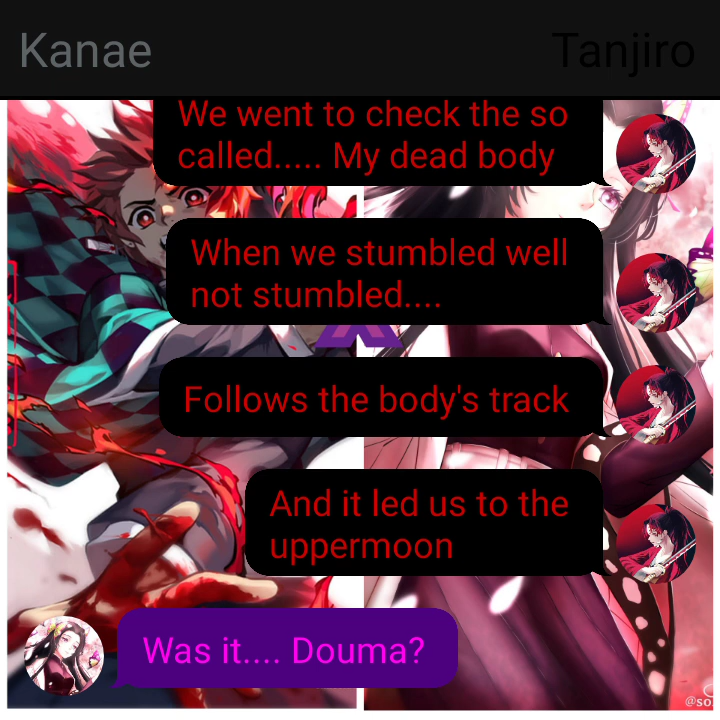 Kanae
Tanjiro
We went to check the so
called..... My dead body
When we stumbled well
not stumbled....
Follows the body's track
And it led us to the
uppermoon
Was it.... Douma?